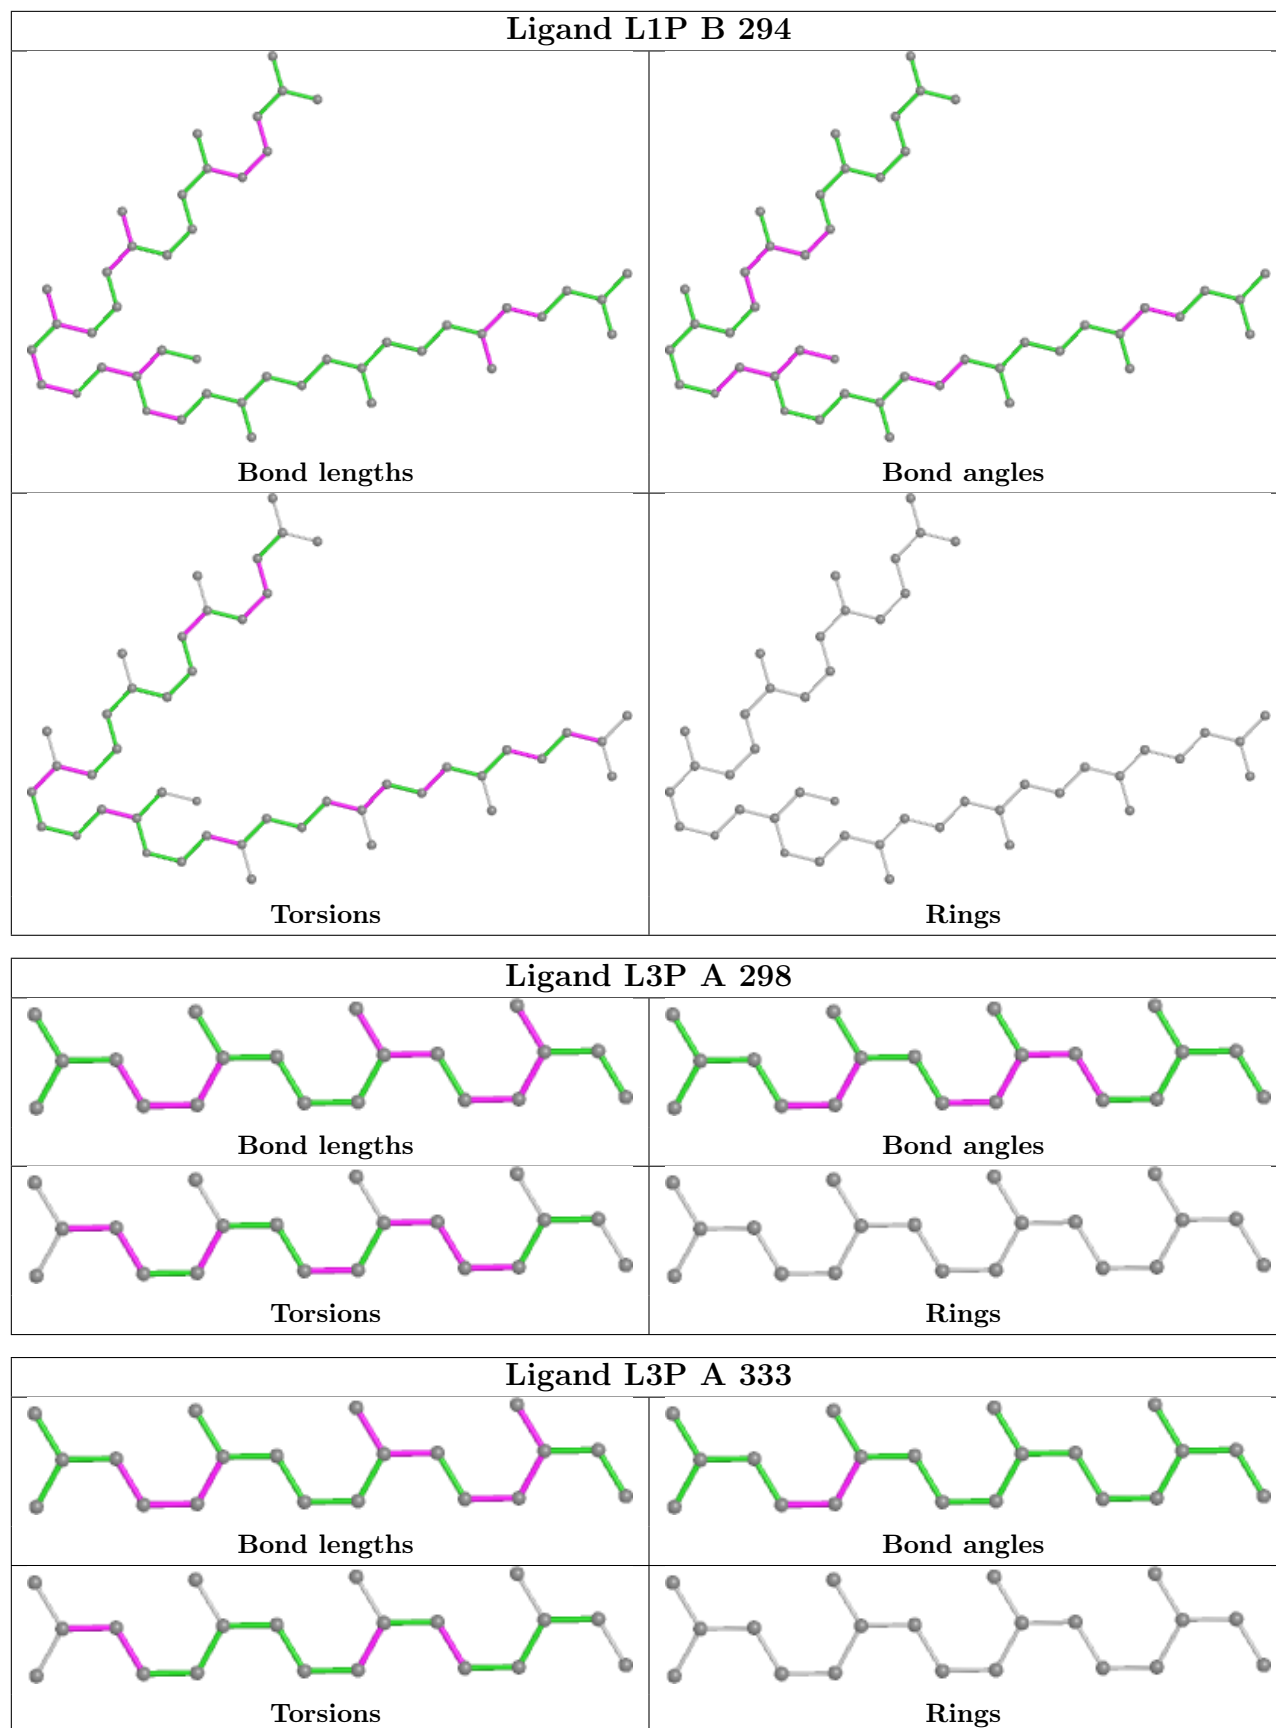 Ligand L1P B 294
Bond lengths
Bond angles
Torsions
Rings
Ligand L3P A 298
Bond lengths
Bond angles
Torsions
Rings
Ligand L3P A 333
Bond lengths
Bond angles
Torsions
Rings